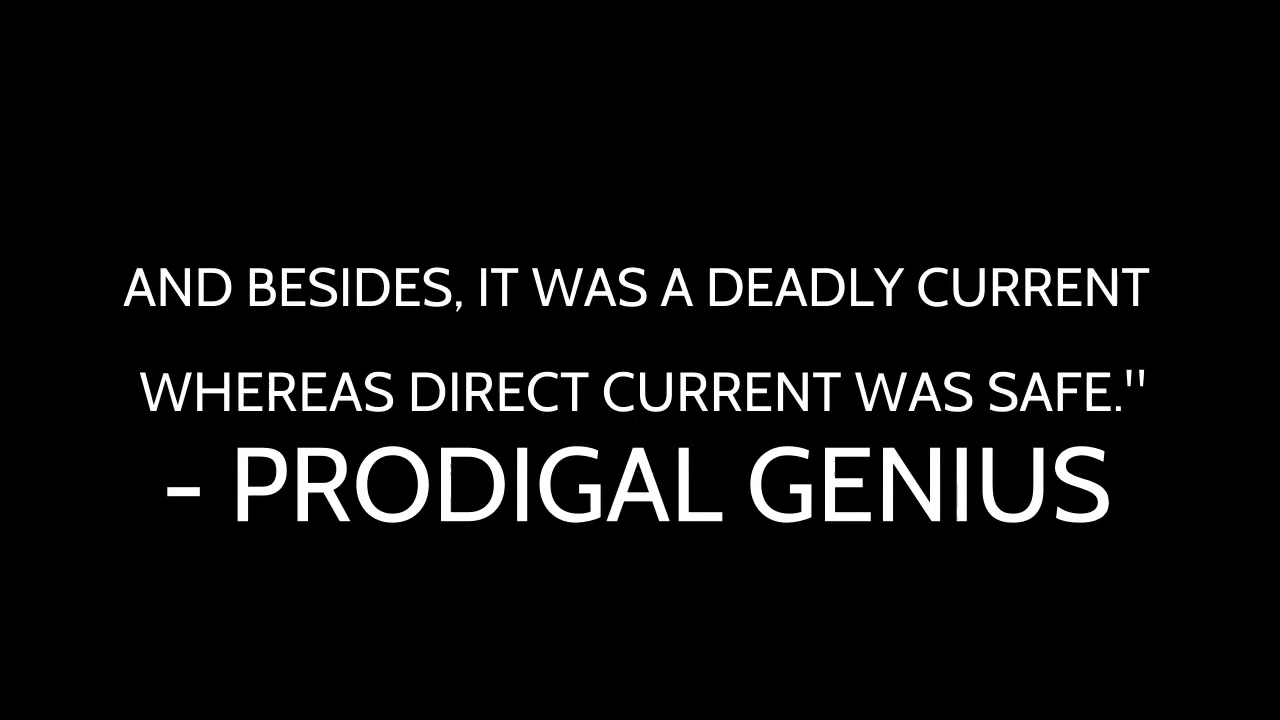 AND BESIDES, IT WAS A DEADLY CURRENT
WHEREAS DIRECT CURRENT WAS SAFE."
- PRODIGAL GENIUS